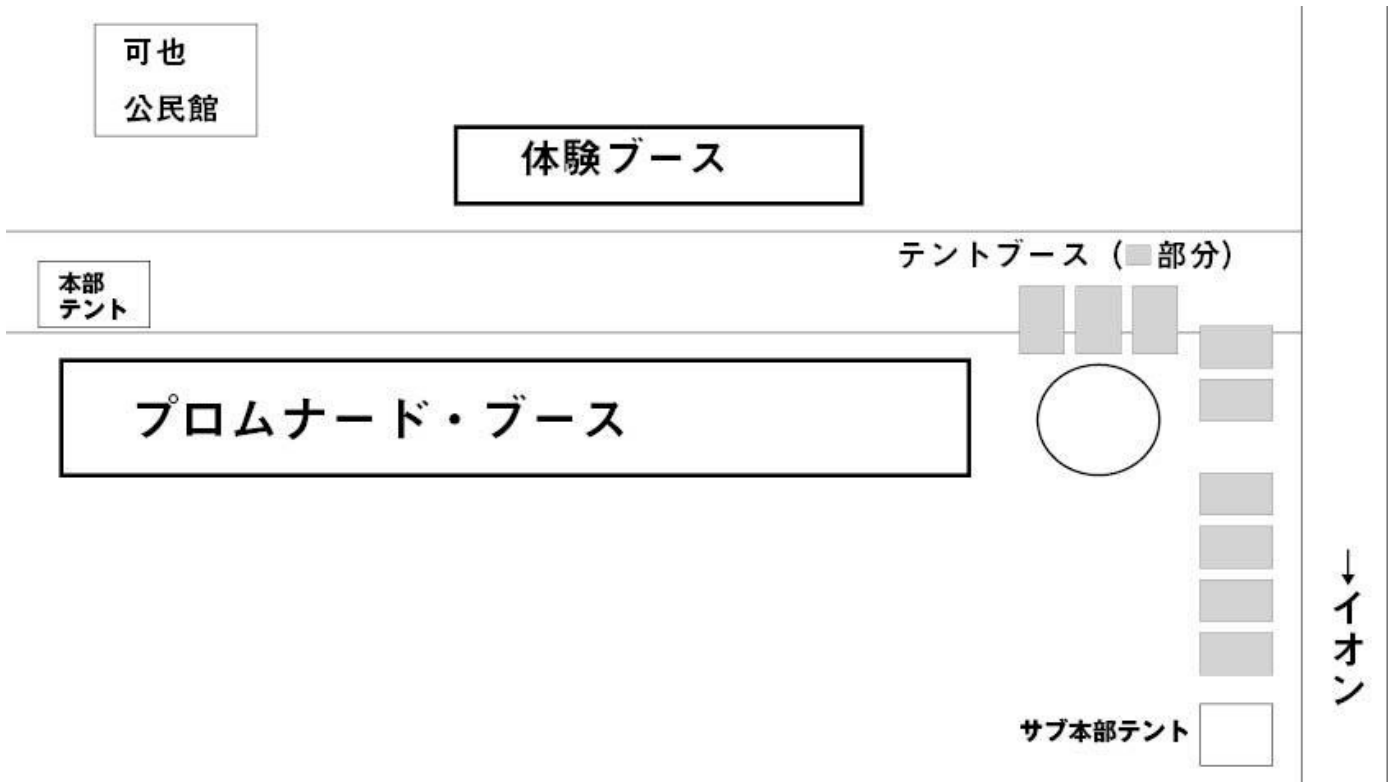 可也
公民館
体験ブース
テントブース（■部分）
本部
テント
プロムナード・ブース
→イオン
サブ本部テント